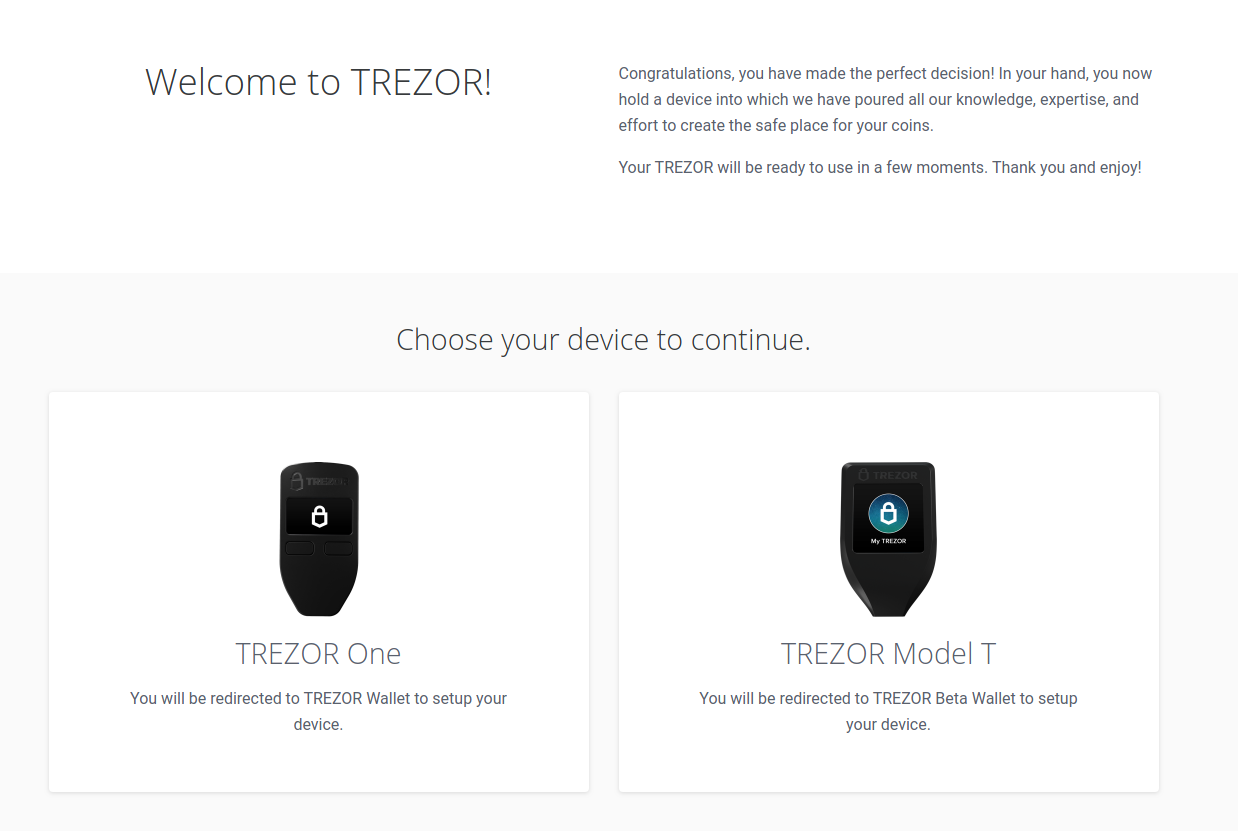 Welcome to TREZOR!
Congratulations, you have made the perfect decision! In your hand, you now
hold a device into which we have poured all our knowledge, expertise, and
effort to create the safe place for your coins.
Your TREZOR will be ready to use in a few moments. Thank you and enjoy!
Choose your device to continue.
TREZOR
TREZOR One
You will be redirected to TREZOR Wallet to setup your
device.
TREZOR
My TREZOR
TREZOR Model T
You will be redirected to TREZOR Beta Wallet to setup
your device.